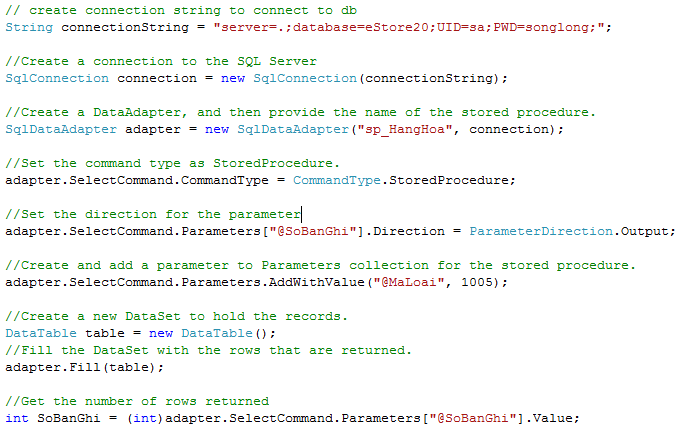 // create connection string to connect to db
String connectionString = "server=.;database=eStore20;UID=sa;PWD=songlong;";
//Create a connection to the SQL Server
SqlConnection connection = new SqlConnection(connectionString);
//Create a DataAdapter, and then provide the name of the stored procedure.
SqlDataAdapter adapter = new SqlDataAdapter("sp_HangHoa", connection);
//Set the command type as StoredProcedure.
adapter.SelectCommand.CommandType = CommandType.StoredProcedure;
//Set the direction for the parameter
adapter.SelectCommand.Parameters["@SoBanGhi"].Direction = ParameterDirection.Output;
//Create and add a parameter to Parameters collection for the stored procedure.
adapter.SelectCommand.Parameters.AddWithValue("@MaLoai", 1005);
//Create a new DataSet to hold the records.
DataTable table = new DataTable();
//Fill the DataSet with the rows that are returned.
adapter.Fill(table);
//Get the number of rows returned
int SoBanGhi = (int)adapter.SelectCommand.Parameters["@SoBanGhi"].Value;